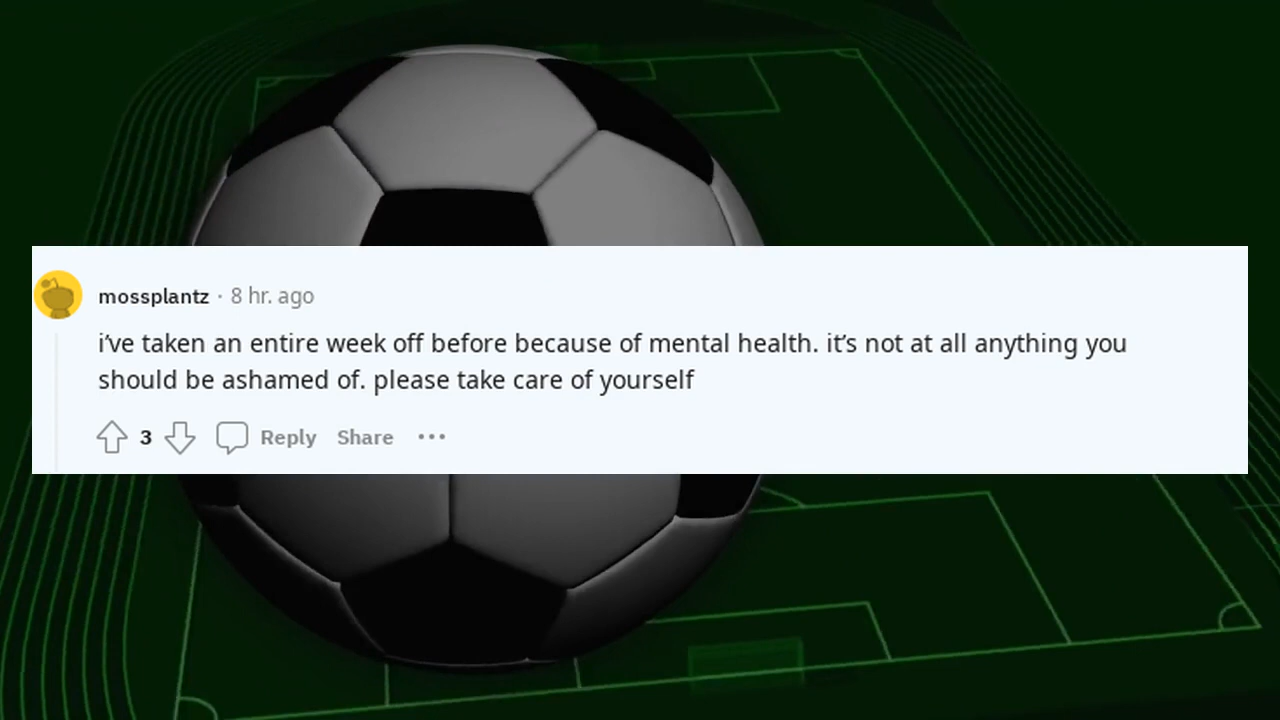 mossplantz · 8 hr. ago
i’ve taken an entire week off before because of mental health. it’s not at all anything you
should be ashamed of. please take care of yourself
3 Reply Share ···